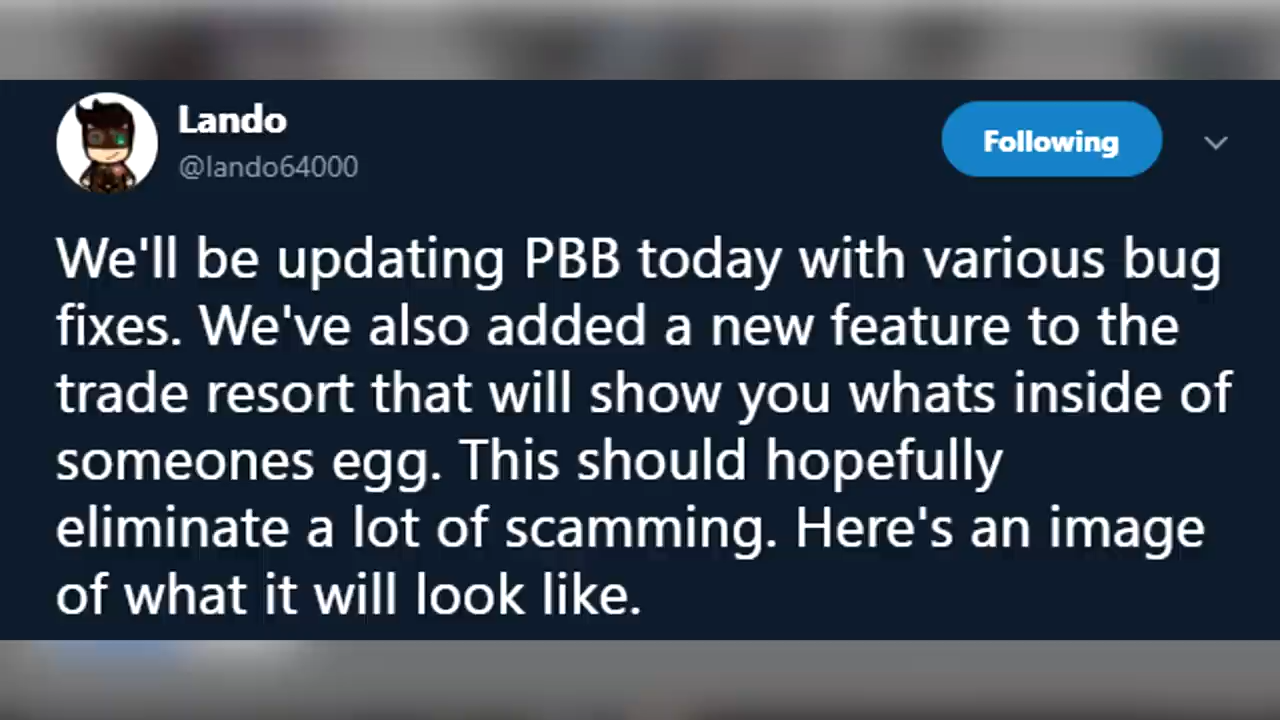 Lando
@lando64000
Following
We'll be updating PBB today with various bug
fixes. We've also added a new feature to the
trade resort that will show you whats inside of
someones egg. This should hopefully
eliminate a lot of scamming. Here's an image
of what it will look like.